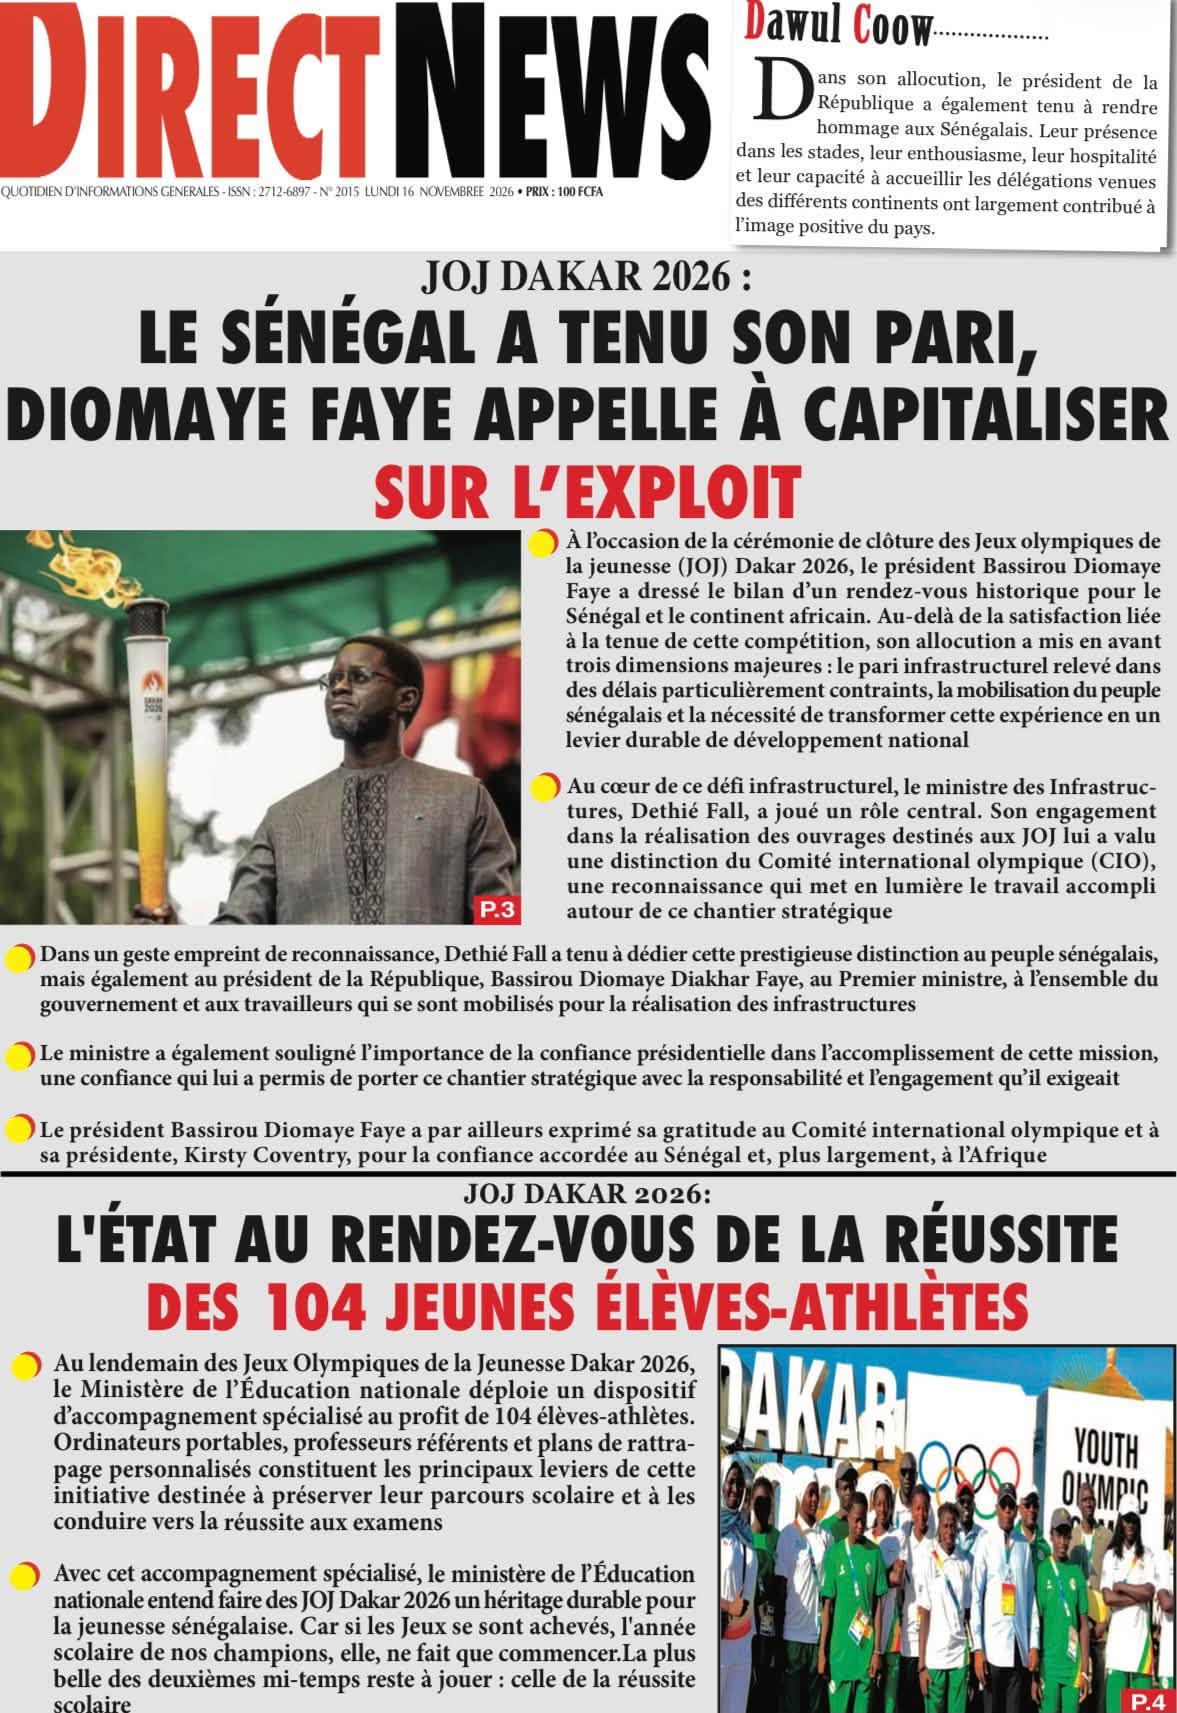 DIRECT NEWS
QUOTIDIEN D'INFORMATIONS GENERALES - ISSN : 2712-6897 - N° 2015 LUNDI 16 NOVEMBREE 2026 • PRIX : 100 FCFA
Dawul Coow...................
Dans son allocution, le président de la
République a également tenu à rendre
hommage aux Sénégalais. Leur présence
dans les stades, leur enthousiasme, leur hospitalité
et leur capacité à accueillir les délégations venues
des différents continents ont largement contribué à
l'image positive du pays.
JOJ DAKAR 2026 :
LE SÉNÉGAL A TENU SON PARI,
DIOMAYE FAYE APPELLE À CAPITALISER
SUR L'EXPLOIT
DAKAR
2026
P.3
À l'occasion de la cérémonie de clôture des Jeux olympiques de
la jeunesse (JOJ) Dakar 2026, le président Bassirou Diomaye
Faye a dressé le bilan d'un rendez-vous historique pour le
Sénégal et le continent africain. Au-delà de la satisfaction liée
à la tenue de cette compétition, son allocution a mis en avant
trois dimensions majeures : le pari infrastructurel relevé dans
des délais particulièrement contraints, la mobilisation du peuple
sénégalais et la nécessité de transformer cette expérience en un
levier durable de développement national
Au cœur de ce défi infrastructurel, le ministre des Infrastruc-
tures, Dethié Fall, a joué un rôle central. Son engagement
dans la réalisation des ouvrages destinés aux JOJ lui a valu
une distinction du Comité international olympique (CIO),
une reconnaissance qui met en lumière le travail accompli
autour de ce chantier stratégique
Dans un geste empreint de reconnaissance, Dethié Fall a tenu à dédier cette prestigieuse distinction au peuple sénégalais,
mais également au président de la République, Bassirou Diomaye Diakhar Faye, au Premier ministre, à l'ensemble du
gouvernement et aux travailleurs qui se sont mobilisés pour la réalisation des infrastructures
Le ministre a également souligné l'importance de la confiance présidentielle dans l'accomplissement de cette mission,
une confiance qui lui a permis de porter ce chantier stratégique avec la responsabilité et l'engagement qu'il exigeait
Le président Bassirou Diomaye Faye a par ailleurs exprimé sa gratitude au Comité international olympique et à
sa présidente, Kirsty Coventry, pour la confiance accordée au Sénégal et, plus largement, à l'Afrique
JOJ DAKAR 2026:
L'ÉTAT AU RENDEZ-VOUS DE LA RÉUSSITE
DES 104 JEUNES ÉLÈVES-ATHLÈTES
Au lendemain des Jeux Olympiques de la Jeunesse Dakar 2026,
le Ministère de l'Éducation nationale déploie un dispositif
d'accompagnement spécialisé au profit de 104 élèves-athlètes.
Ordinateurs portables, professeurs référents et plans de rattra-
page personnalisés constituent les principaux leviers de cette
initiative destinée à préserver leur parcours scolaire et à les
conduire vers la réussite aux examens
Avec cet accompagnement spécialisé, le ministère de l'Éducation
nationale entend faire des JOJ Dakar 2026 un héritage durable pour
la jeunesse sénégalaise. Car si les Jeux se sont achevés, l'année
scolaire de nos champions, elle, ne fait que commencer.La plus
belle des deuxièmes mi-temps reste à jouer : celle de la réussite
scolaire
DAKAR
YOUTH
OLYMPIC
P.4